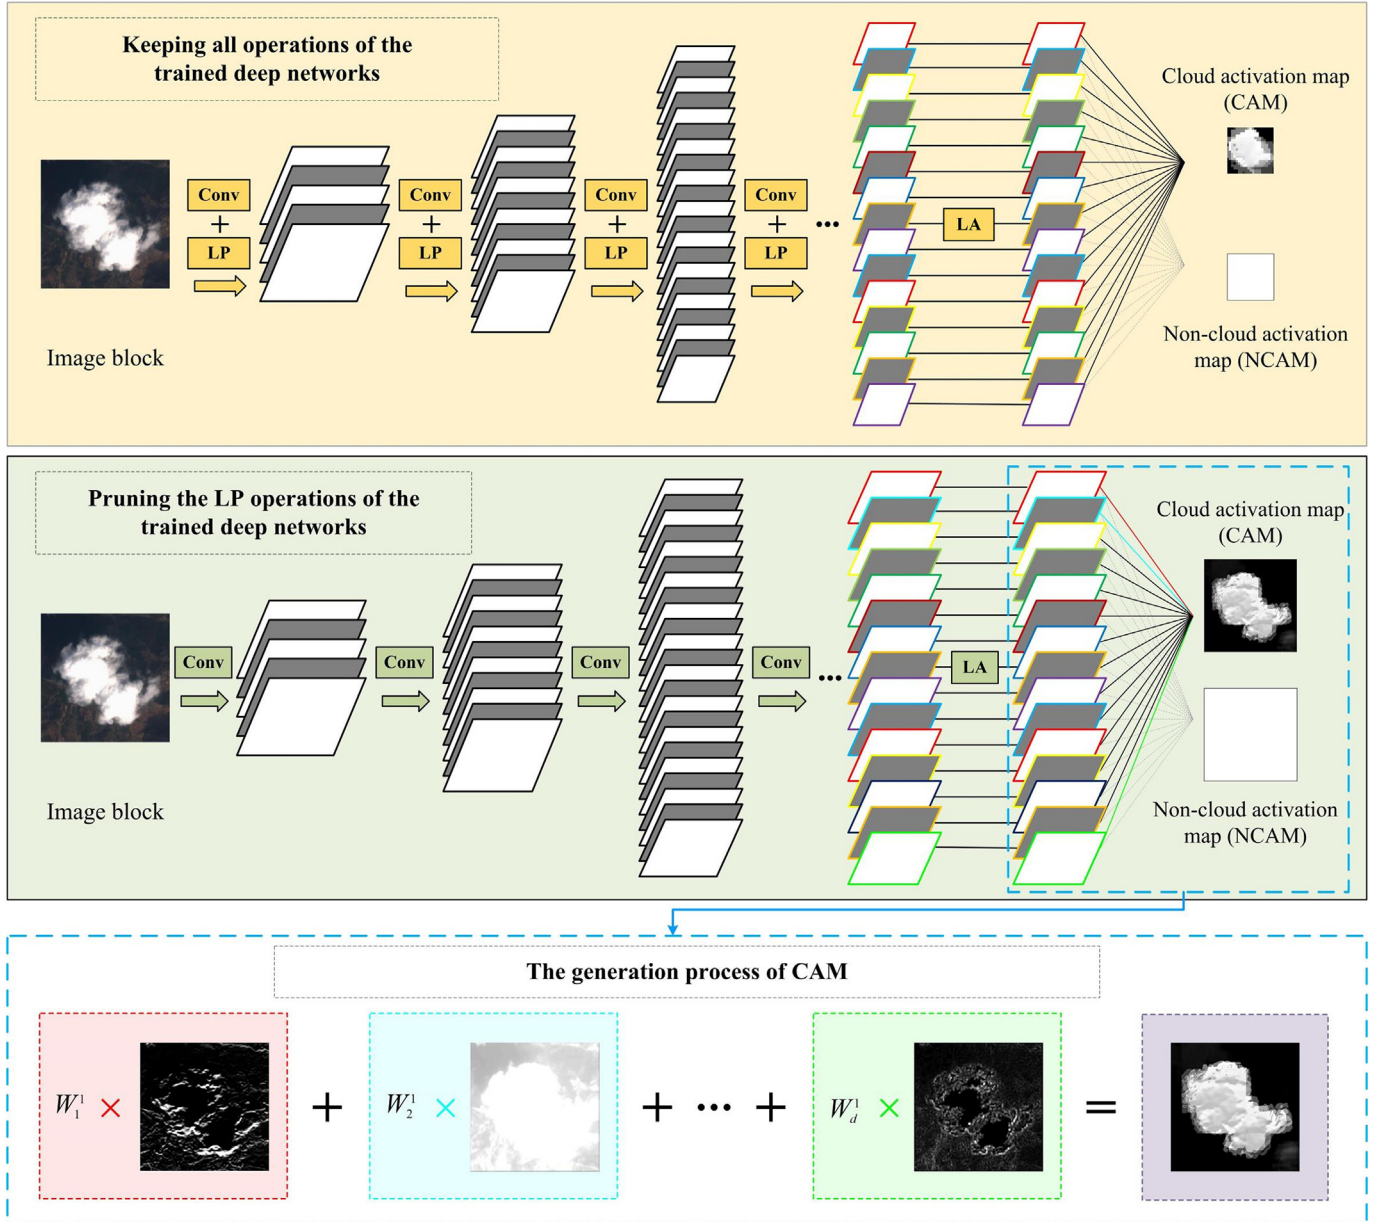 Keeping all operations of the
trained deep networks
Cloud activation map
(CAM)
Conv
+
LP
Conv
+
LP
Conv
+
LP
Conv
+
LP
...
LA
Image block
Non-cloud activation
map (NCAM)
Pruning the LP operations of the
trained deep networks
Cloud activation map
(CAM)
Conv
Conv
Conv
Conv
...
LA
Image block
Non-cloud activation
map (NCAM)
The generation process of CAM
W₁¹ × + W₂¹ × + ... + W_d¹ × =